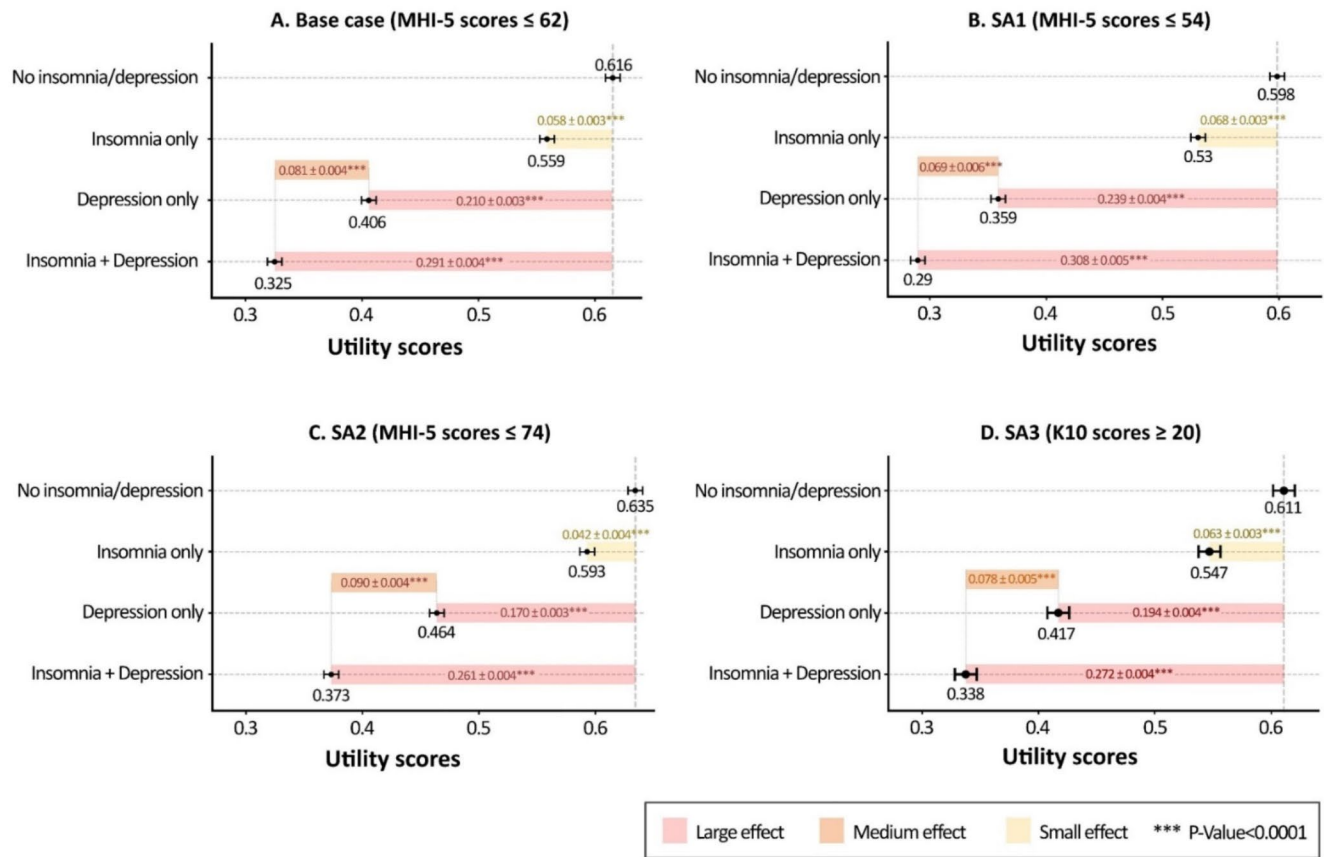 A. Base case (MHI-5 scores ≤ 62)
No insomnia/depression
0.616
Insomnia only
0.058 ± 0.003***
0.559
0.081 ± 0.004***
Depression only
0.210 ± 0.003***
0.406
Insomnia + Depression
0.291 ± 0.004***
0.325
0.3 0.4 0.5 0.6
Utility scores
B. SA1 (MHI-5 scores ≤ 54)
No insomnia/depression
0.598
Insomnia only
0.068 ± 0.003***
0.53
0.069 ± 0.006***
Depression only
0.239 ± 0.004***
0.359
Insomnia + Depression
0.308 ± 0.005***
0.29
0.3 0.4 0.5 0.6
Utility scores
C. SA2 (MHI-5 scores ≤ 74)
No insomnia/depression
0.635
Insomnia only
0.042 ± 0.004***
0.593
0.090 ± 0.004***
Depression only
0.170 ± 0.003***
0.464
Insomnia + Depression
0.261 ± 0.004***
0.373
0.3 0.4 0.5 0.6
Utility scores
D. SA3 (K10 scores ≥ 20)
No insomnia/depression
0.611
Insomnia only
0.063 ± 0.003***
0.547
0.078 ± 0.005***
Depression only
0.194 ± 0.004***
0.417
Insomnia + Depression
0.272 ± 0.004***
0.338
0.3 0.4 0.5 0.6
Utility scores
Large effect Medium effect Small effect *** P-Value<0.0001